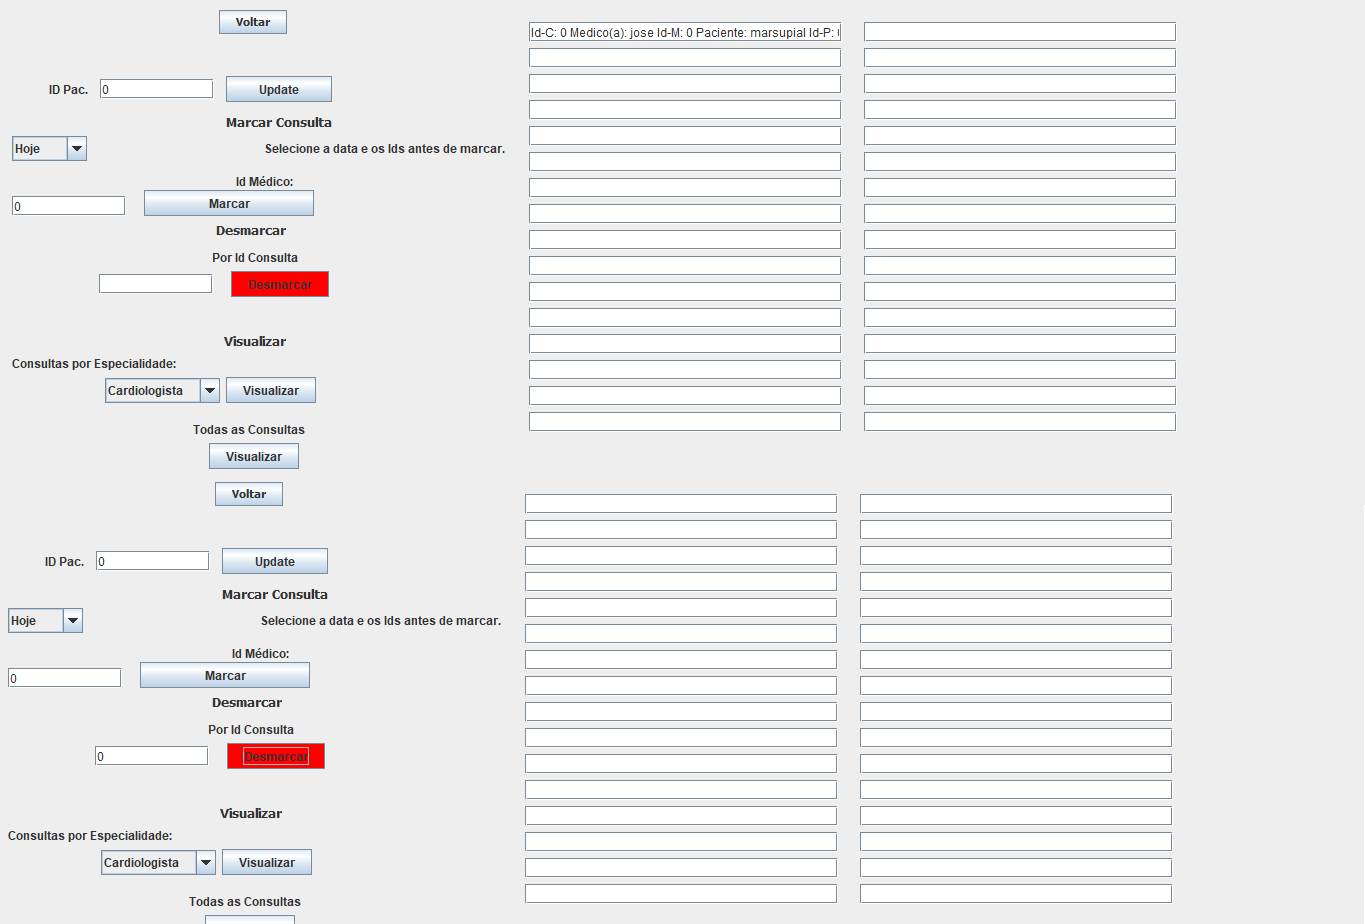 Voltar
Id-C: 0 Medico(a): jose Id-M: 0 Paciente: marsupial Id-P:
ID Pac. 0 Update
Marcar Consulta
Hoje Selecione a data e os Ids antes de marcar.
Id Médico:
0 Marcar
Desmarcar
Por Id Consulta
Desmarcar
Visualizar
Consultas por Especialidade:
Cardiologista Visualizar
Todas as Consultas
Visualizar
Voltar
ID Pac. 0 Update
Marcar Consulta
Hoje Selecione a data e os Ids antes de marcar.
Id Médico:
0 Marcar
Desmarcar
Por Id Consulta
0 Desmarcar
Visualizar
Consultas por Especialidade:
Cardiologista Visualizar
Todas as Consultas